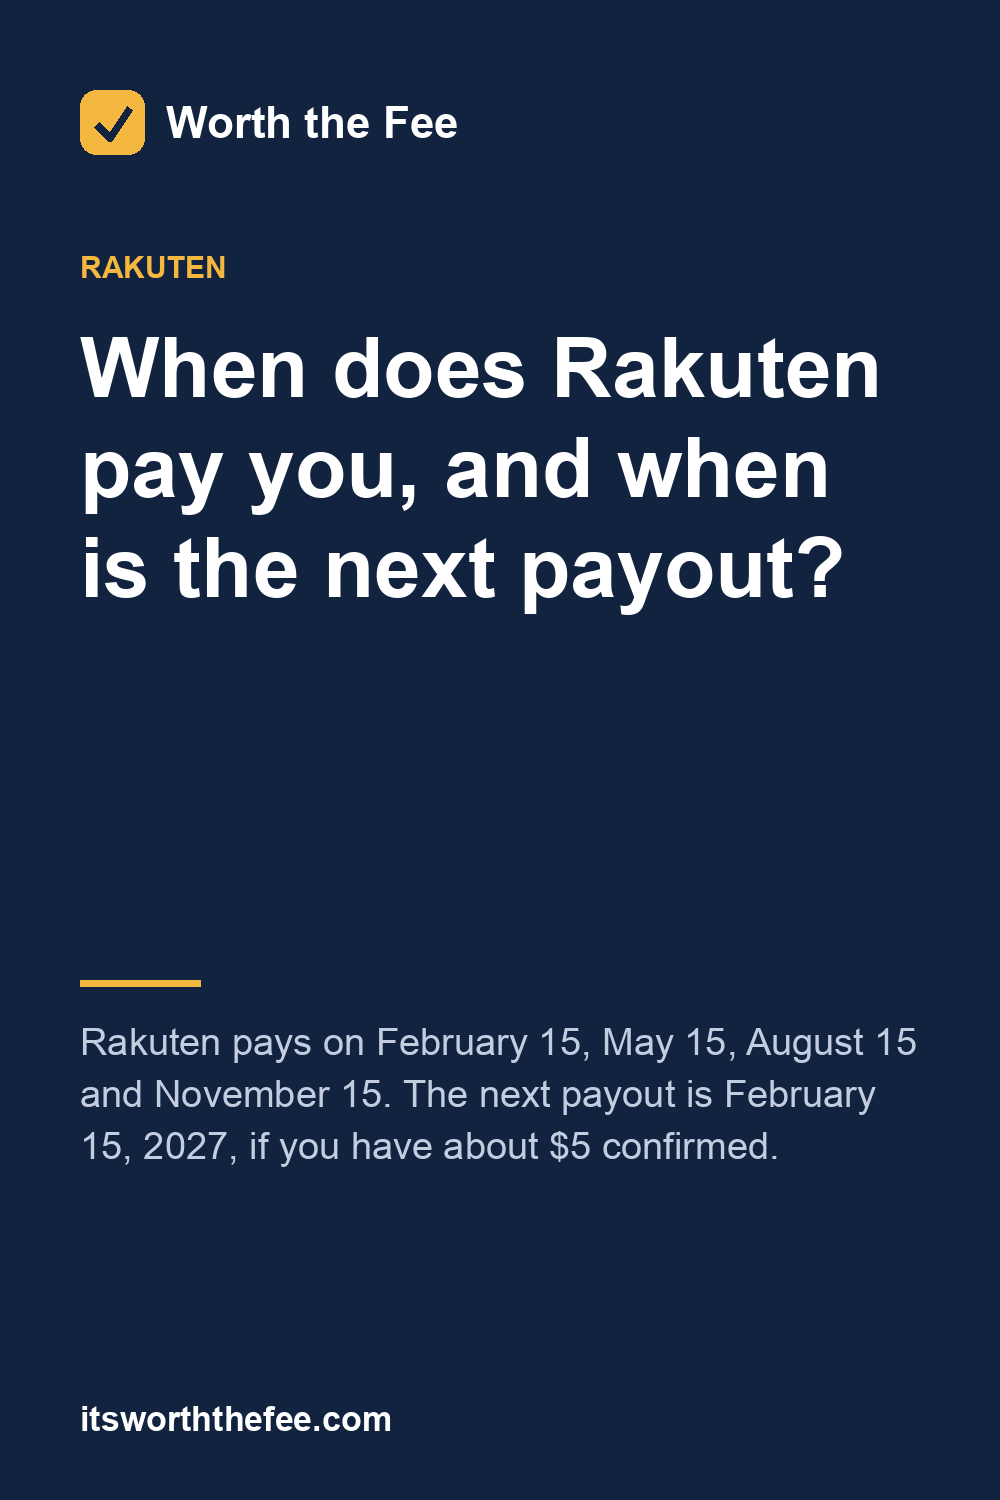 Worth the Fee
RAKUTEN
When does Rakuten
pay you, and when
is the next payout?
Rakuten pays on February 15, May 15, August 15
and November 15. The next payout is February
15, 2027, if you have about $5 confirmed.
itsworththefee.com